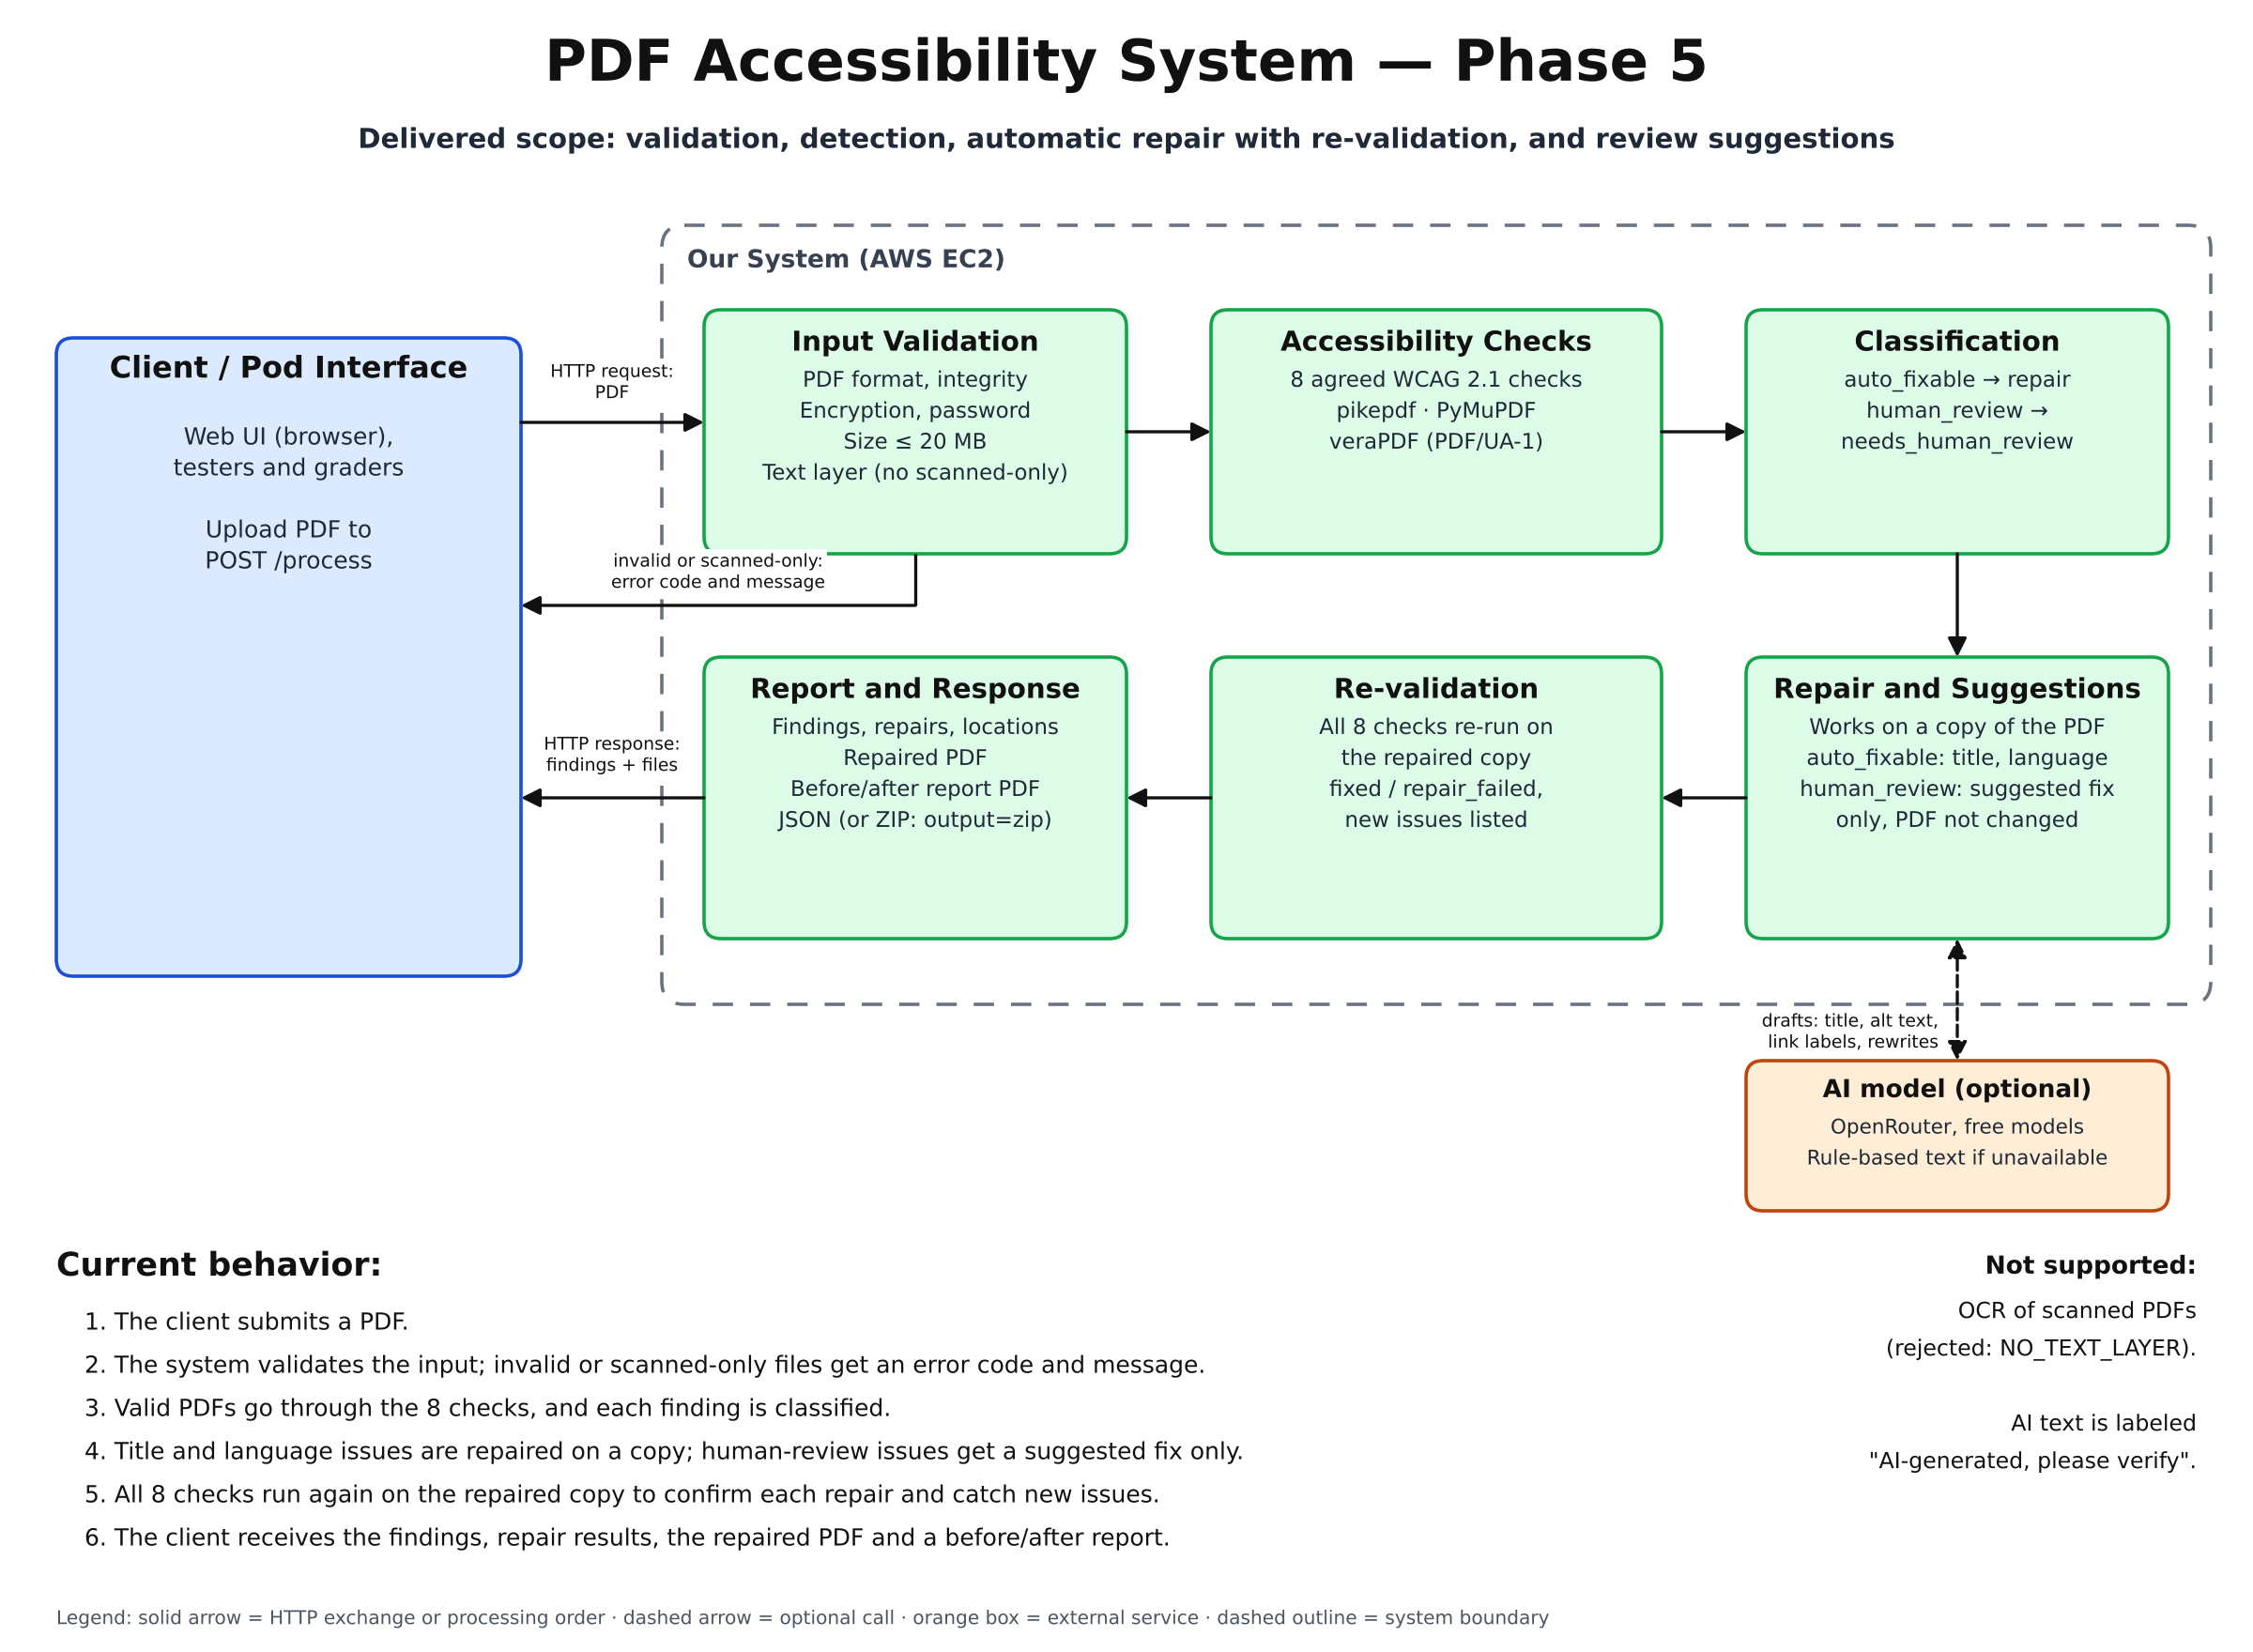 PDF Accessibility System — Phase 5
Delivered scope: validation, detection, automatic repair with re-validation, and review suggestions
Our System (AWS EC2)
Client / Pod Interface
Web UI (browser),
testers and graders
Upload PDF to
POST /process
HTTP request:
PDF
Input Validation
PDF format, integrity
Encryption, password
Size ≤ 20 MB
Text layer (no scanned-only)
Accessibility Checks
8 agreed WCAG 2.1 checks
pikepdf · PyMuPDF
veraPDF (PDF/UA-1)
Classification
auto_fixable → repair
human_review →
needs_human_review
invalid or scanned-only:
error code and message
Report and Response
Findings, repairs, locations
Repaired PDF
Before/after report PDF
JSON (or ZIP: output=zip)
Re-validation
All 8 checks re-run on
the repaired copy
fixed / repair_failed,
new issues listed
Repair and Suggestions
Works on a copy of the PDF
auto_fixable: title, language
human_review: suggested fix
only, PDF not changed
HTTP response:
findings + files
drafts: title, alt text,
link labels, rewrites
AI model (optional)
OpenRouter, free models
Rule-based text if unavailable
Current behavior:
1. The client submits a PDF.
2. The system validates the input; invalid or scanned-only files get an error code and message.
3. Valid PDFs go through the 8 checks, and each finding is classified.
4. Title and language issues are repaired on a copy; human-review issues get a suggested fix only.
5. All 8 checks run again on the repaired copy to confirm each repair and catch new issues.
6. The client receives the findings, repair results, the repaired PDF and a before/after report.
Not supported:
OCR of scanned PDFs
(rejected: NO_TEXT_LAYER).
AI text is labeled
"AI-generated, please verify".
Legend: solid arrow = HTTP exchange or processing order · dashed arrow = optional call · orange box = external service · dashed outline = system boundary